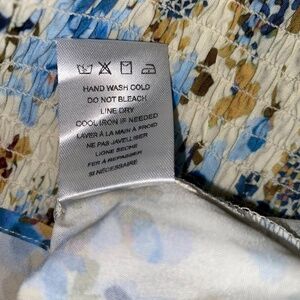 HAND WASH COLD
DO NOT BLEACH
LINE DRY
COOL IRON IF NEEDED
LAVER À LA MAIN À FROID
NE PAS JAVELLISER
LIGNE SECHE
FER A REPASSER
SI NECESSAIRE